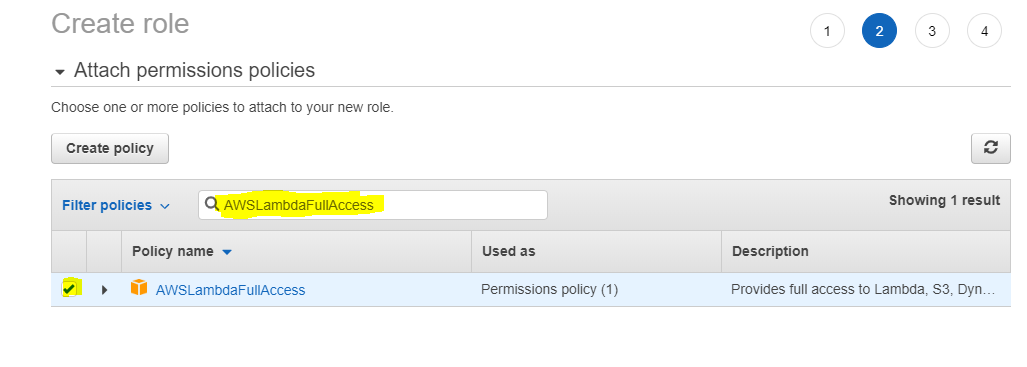 Create role
1 2 3 4
Attach permissions policies
Choose one or more policies to attach to your new role.
Create policy
Filter policies AWSLambdaFullAccess Showing 1 result
Policy name Used as Description
AWSLambdaFullAccess Permissions policy (1) Provides full access to Lambda, S3, Dyn…